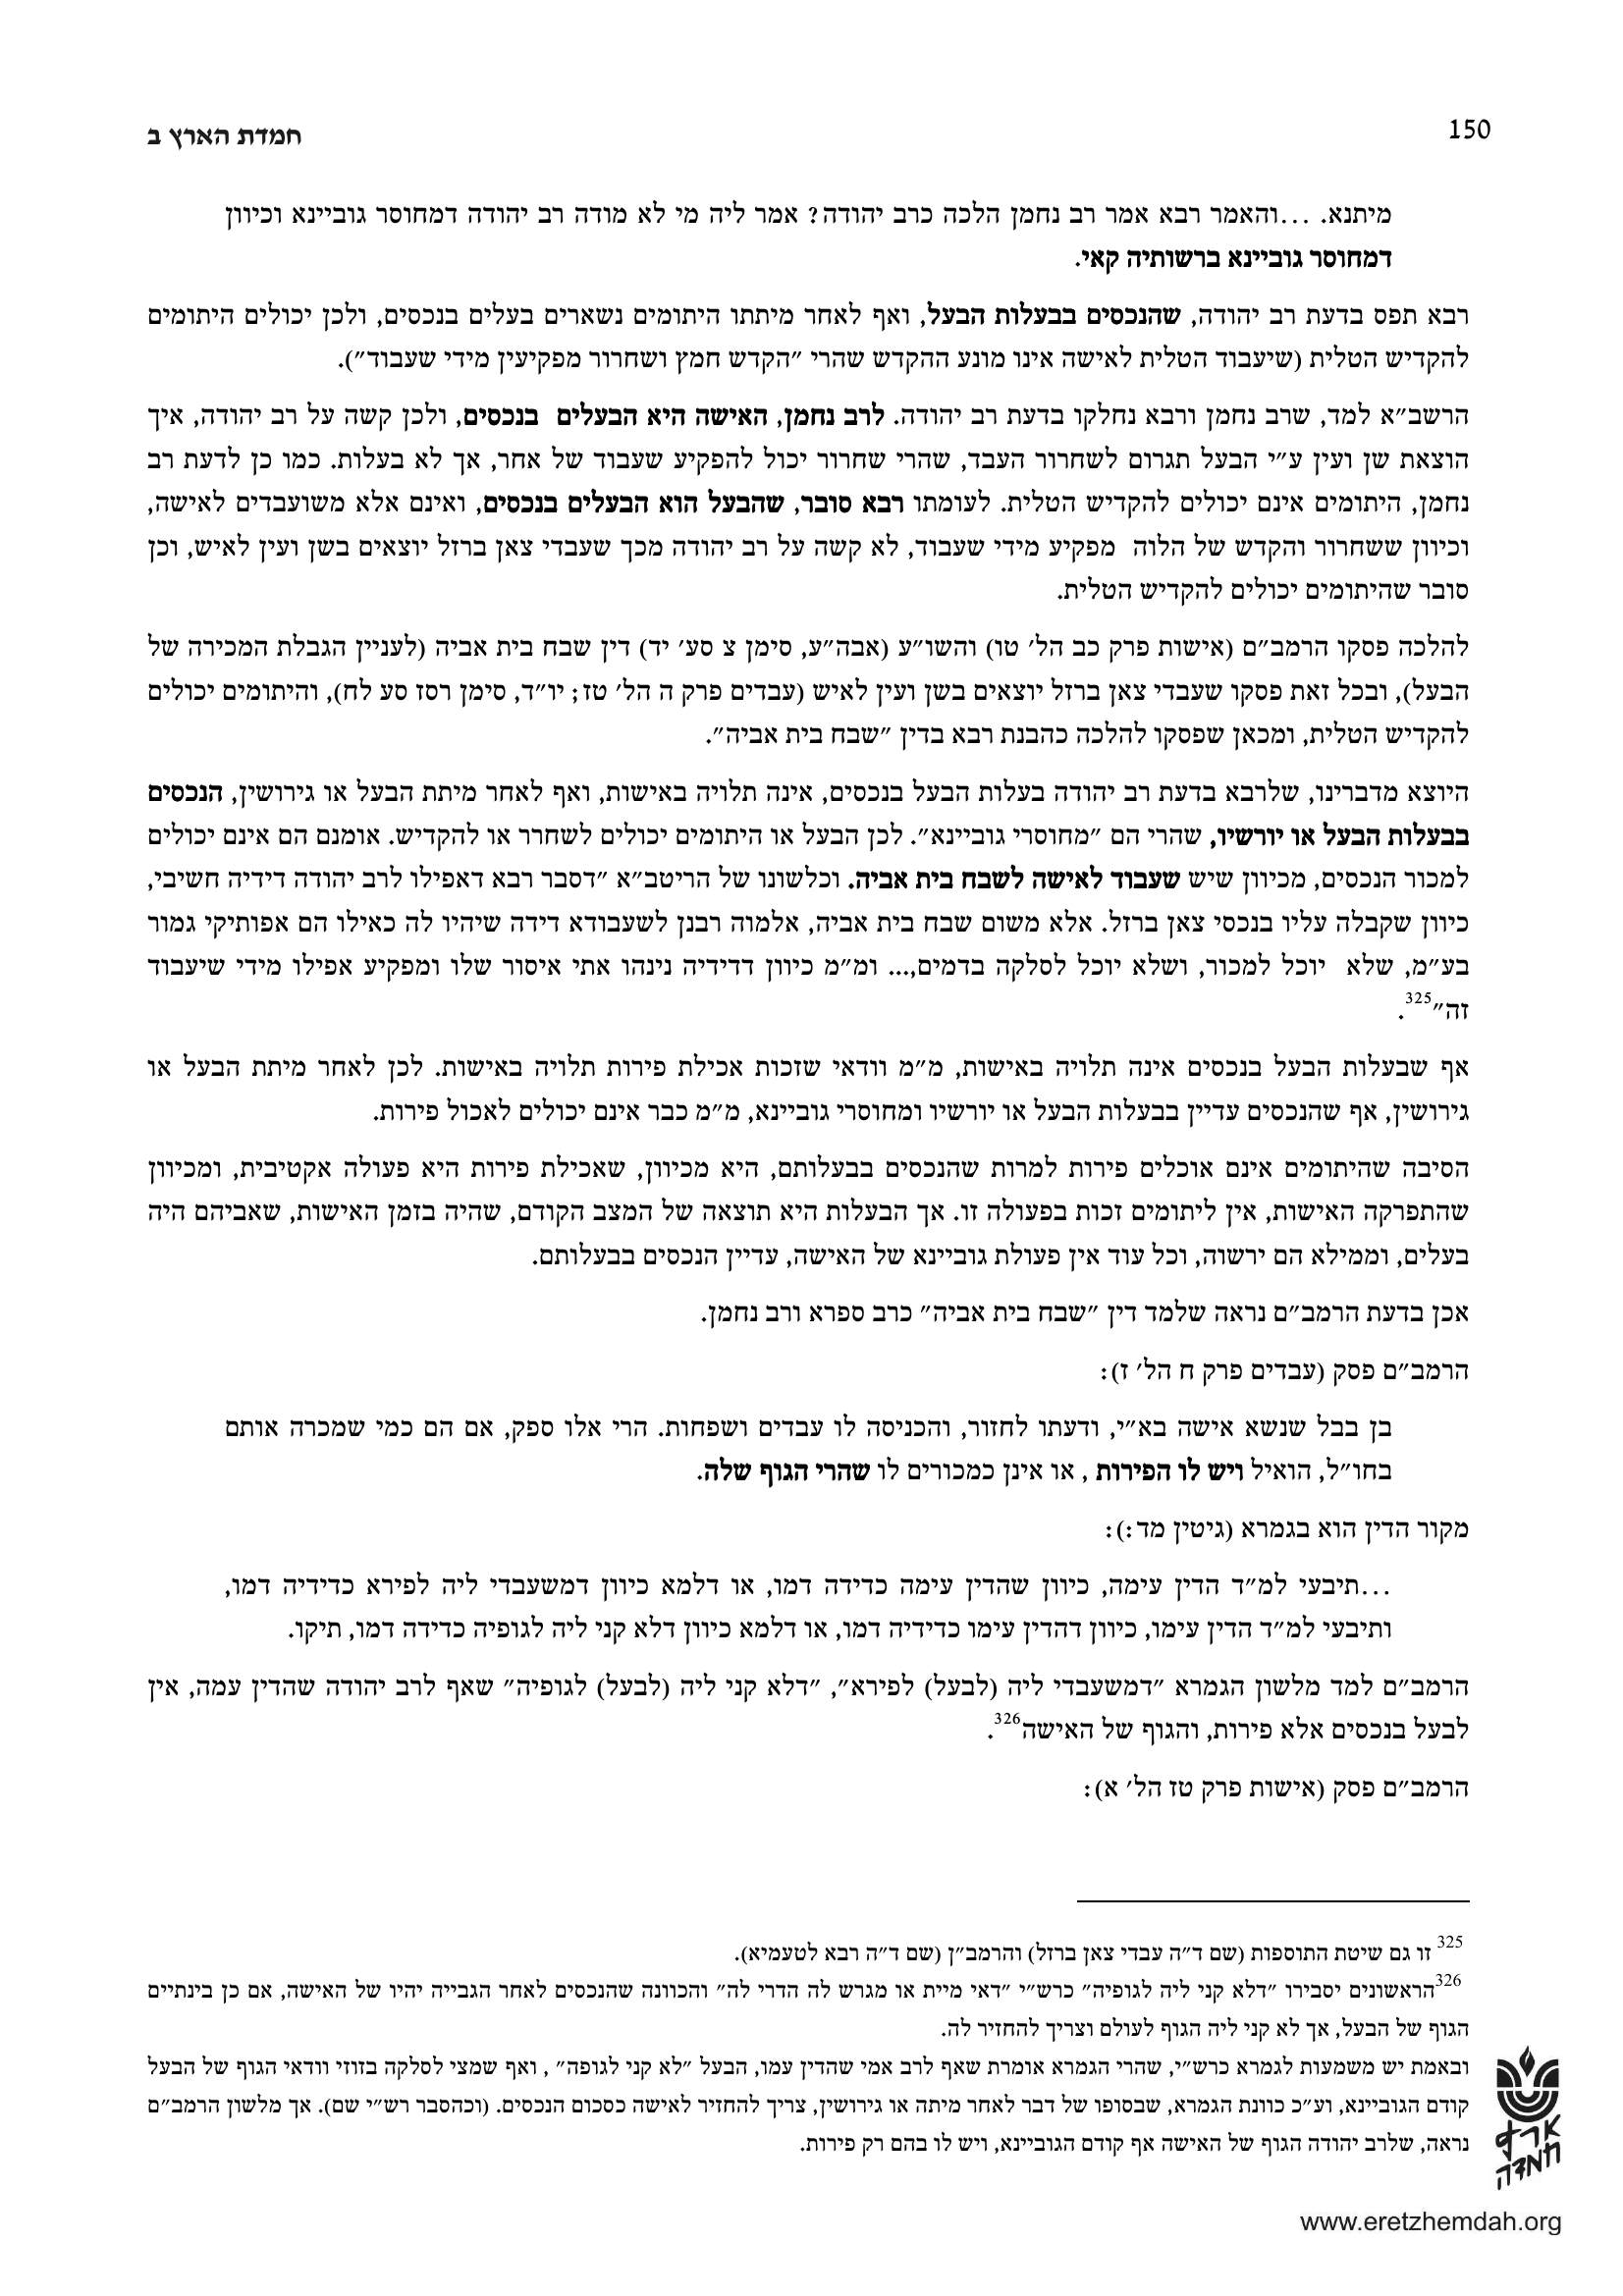 150
חמדת הארץ ב
מיתנא. ...והאמר רבא אמר רב נחמן הלכה כרב יהודה? אמר ליה מי לא מודה רב יהודה דמחוסר גוביינא וכיוון
דמחוסר גוביינא ברשותיה קאי.
רבא תפס בדעת רב יהודה, שהנכסים בבעלות הבעל, ואף לאחר מיתתו היתומים נשארים בעלים בנכסים, ולכן יכולים היתומים
להקדיש הטלית (שיעבוד הטלית לאישה אינו מונע ההקדש שהרי "הקדש חמץ ושחרור מפקיעין מידי שעבוד").
הרשב"א למד, שרב נחמן ורבא נחלקו בדעת רב יהודה. לרב נחמן, האישה היא הבעלים בנכסים, ולכן קשה על רב יהודה, איך
הוצאת שן ועין ע"י הבעל תגרום לשחרור העבד, שהרי שחרור יכול להפקיע שעבוד של אחר, אך לא בעלות. כמו כן לדעת רב
נחמן, היתומים אינם יכולים להקדיש הטלית. לעומתו רבא סובר, שהבעל הוא הבעלים בנכסים, ואינם אלא משועבדים לאישה,
וכיוון ששחרור והקדש של הלוה מפקיע מידי שעבוד, לא קשה על רב יהודה מכך שעבדי צאן ברזל יוצאים בשן ועין לאיש, וכן
סובר שהיתומים יכולים להקדיש הטלית.
להלכה פסקו הרמב"ם (אישות פרק כב הל' טו) והשו"ע (אבה"ע, סימן צ סע' יד) דין שבח בית אביה (לעניין הגבלת המכירה של
הבעל), ובכל זאת פסקו שעבדי צאן ברזל יוצאים בשן ועין לאיש (עבדים פרק ה הל' טז; יו"ד, סימן רסז סע לח), והיתומים יכולים
להקדיש הטלית, ומכאן שפסקו להלכה כהבנת רבא בדין "שבח בית אביה".
היוצא מדברינו, שלרבא בדעת רב יהודה בעלות הבעל בנכסים, אינה תלויה באישות, ואף לאחר מיתת הבעל או גירושין, הנכסים
בבעלות הבעל או יורשיו, שהרי הם "מחוסרי גוביינא". לכן הבעל או היתומים יכולים לשחרר או להקדיש. אומנם הם אינם יכולים
למכור הנכסים, מכיוון שיש שעבוד לאישה לשבח בית אביה. וכלשונו של הריטב"א "דסבר רבא דאפילו לרב יהודה דידיה חשיבי,
כיוון שקבלה עליו בנכסי צאן ברזל. אלא משום שבח בית אביה, אלמוה רבנן לשעבודא דידה שיהיו לה כאילו הם אפותיקי גמור
בע"מ, שלא יוכל למכור, ושלא יוכל לסלקה בדמים,... ומ"מ כיוון דדידיה נינהו אתי איסור שלו ומפקיע אפילו מידי שיעבוד
זה"325.
אף שבעלות הבעל בנכסים אינה תלויה באישות, מ"מ וודאי שזכות אכילת פירות תלויה באישות. לכן לאחר מיתת הבעל או
גירושין, אף שהנכסים עדיין בבעלות הבעל או יורשיו ומחוסרי גוביינא, מ"מ כבר אינם יכולים לאכול פירות.
הסיבה שהיתומים אינם אוכלים פירות למרות שהנכסים בבעלותם, היא מכיוון, שאכילת פירות היא פעולה אקטיבית, ומכיוון
שהתפרקה האישות, אין ליתומים זכות בפעולה זו. אך הבעלות היא תוצאה של המצב הקודם, שהיה בזמן האישות, שאביהם היה
בעלים, וממילא הם ירשוה, וכל עוד אין פעולת גוביינא של האישה, עדיין הנכסים בבעלותם.
אכן בדעת הרמב"ם נראה שלמד דין "שבח בית אביה" כרב ספרא ורב נחמן.
הרמב"ם פסק (עבדים פרק ח הל' ז):
בן בבל שנשא אישה בא"י, ודעתו לחזור, והכניסה לו עבדים ושפחות. הרי אלו ספק, אם הם כמי שמכרה אותם
בחו"ל, הואיל ויש לו הפירות , או אינן כמכורים לו שהרי הגוף שלה.
מקור הדין הוא בגמרא (גיטין מד:):
...תיבעי למ"ד הדין עימה, כיוון שהדין עימה כדידה דמו, או דלמא כיוון דמשעבדי ליה לפירא כדידיה דמו,
ותיבעי למ"ד הדין עימו, כיוון דהדין עימו כדידיה דמו, או דלמא כיוון דלא קני ליה לגופיה כדידה דמו, תיקו.
הרמב"ם למד מלשון הגמרא "דמשעבדי ליה (לבעל) לפירא", "דלא קני ליה (לבעל) לגופיה" שאף לרב יהודה שהדין עמה, אין
לבעל בנכסים אלא פירות, והגוף של האישה326.
הרמב"ם פסק (אישות פרק טז הל' א):
325 זו גם שיטת התוספות (שם ד"ה עבדי צאן ברזל) והרמב"ן (שם ד"ה רבא לטעמיא).
326הראשונים יסבירו "דלא קני ליה לגופיה" כרש"י "דאי מיית או מגרש לה הדרי לה" והכוונה שהנכסים לאחר הגבייה יהיו של האישה, אם כן בינתיים
הגוף של הבעל, אך לא קני ליה הגוף לעולם וצריך להחזיר לה.
ובאמת יש משמעות לגמרא כרש"י, שהרי הגמרא אומרת שאף לרב אמי שהדין עמו, הבעל "לא קני לגופה" , ואף שמצי לסלקה בזוזי וודאי הגוף של הבעל
קודם הגוביינא, וע"כ כוונת הגמרא, שבסופו של דבר לאחר מיתה או גירושין, צריך להחזיר לאישה כסכום הנכסים. (וכהסבר רש"י שם). אך מלשון הרמב"ם
נראה, שלרב יהודה הגוף של האישה אף קודם הגוביינא, ויש לו בהם רק פירות.
ארץ
חמדה
www.eretzhemdah.org